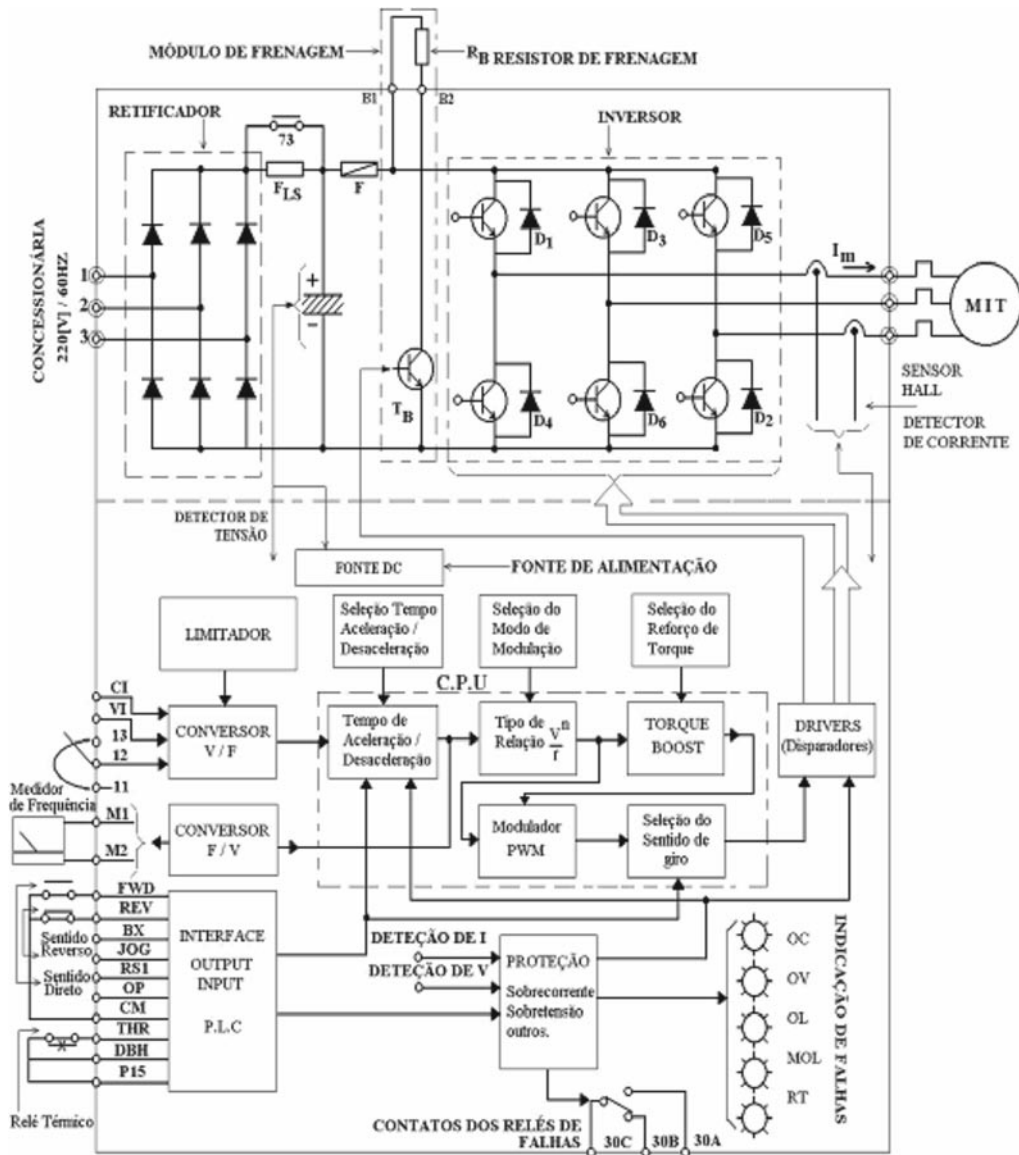 MÓDULO DE FRENAGEM
RB RESISTOR DE FRENAGEM
B1
B2
RETIFICADOR
INVERSOR
73
FLS
F
D1
D3
D5
CONCESSIONÁRIA
220[V] / 60HZ
1
2
3
+
-
Im
MIT
TB
D4
D6
D2
SENSOR
HALL
DETECTOR
DE CORRENTE
DETECTOR DE
TENSÃO
FONTE DC
FONTE DE ALIMENTAÇÃO
LIMITADOR
Seleção Tempo
Aceleração /
Desaceleração
Seleção do
Modo de
Modulação
Seleção do
Reforço de
Torque
C.P.U
CI
VI
13
12
11
CONVERSOR
V / F
Tempo de
Aceleração /
Desaceleração
Tipo de
Relação V^n/f
TORQUE
BOOST
DRIVERS
(Disparadores)
Medidor
de Frequência
M1
M2
CONVERSOR
F / V
Modulador
PWM
Seleção do
Sentido de
giro
FWD
REV
BX
JOG
RS1
OP
CM
THR
DBH
P15
Sentido
Reverso
Sentido
Direto
Relé Térmico
INTERFACE
OUTPUT
INPUT
P.L.C
DETEÇÃO DE I
DETEÇÃO DE V
PROTEÇÃO
Sobrecorrente
Sobretensão
outros.
OC
OV
OL
MOL
RT
INDICAÇÃO DE FALHAS
CONTATOS DOS RELÉS DE
FALHAS
30C
30B
30A